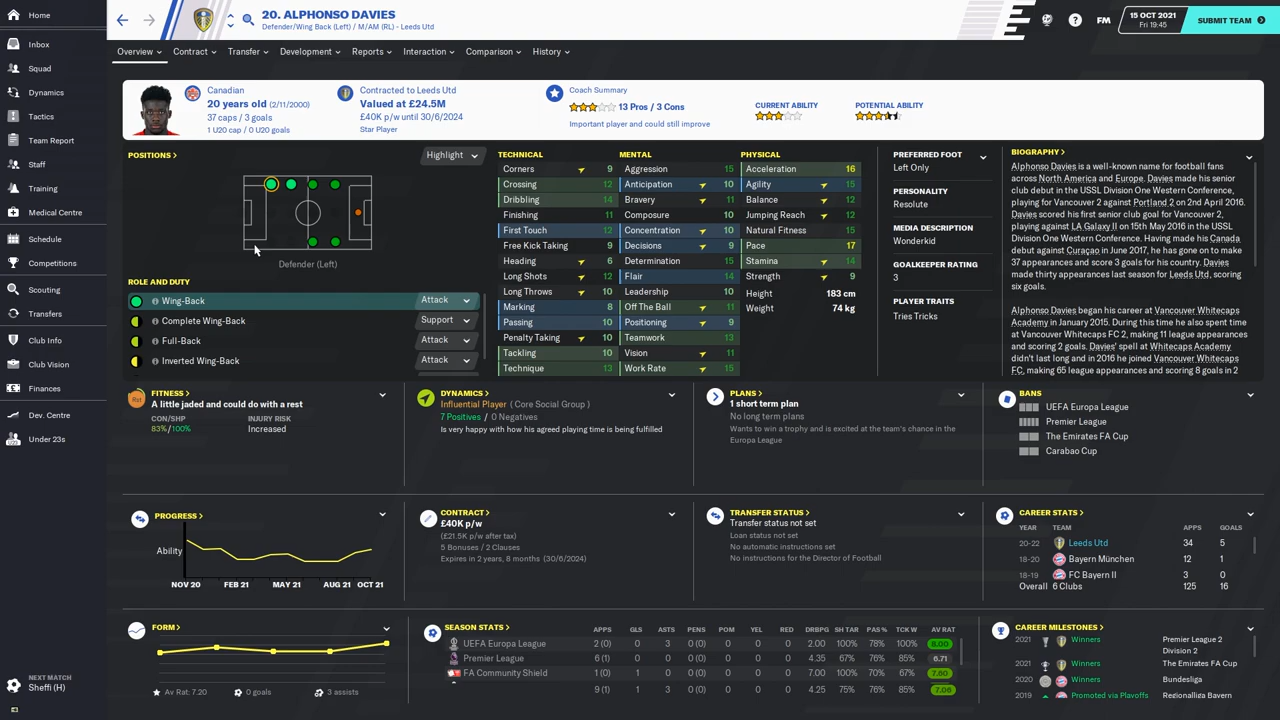 Home
Inbox
Squad
Dynamics
Tactics
Team Report
Staff
Training
Medical Centre
Schedule
Competitions
Scouting
Transfers
Club Info
Club Vision
Finances
Dev. Centre
Under 23s
NEXT MATCH
Sheffi (H)
20. ALPHONSO DAVIES
Defender/Wing Back (Left) / M/AM (RL) - Leeds Utd
FM
15 OCT 2021
Fri 19:45
SUBMIT TEAM
Overview Contract Transfer Development Reports Interaction Comparison History
Canadian
20 years old (2/11/2000)
37 caps / 3 goals
1 U20 cap / 0 U20 goals
Contracted to Leeds Utd
Valued at £24.5M
£40K p/w until 30/6/2024
Star Player
Coach Summary
13 Pros / 3 Cons
Important player and could still improve
CURRENT ABILITY
POTENTIAL ABILITY
POSITIONS
Highlight
Defender (Left)
ROLE AND DUTY
Wing-Back Attack
Complete Wing-Back Support
Full-Back Attack
Inverted Wing-Back Attack
TECHNICAL
Corners 9
Crossing 12
Dribbling 14
Finishing 11
First Touch 12
Free Kick Taking 9
Heading 6
Long Shots 12
Long Throws 10
Marking 8
Passing 10
Penalty Taking 10
Tackling 10
Technique 13
MENTAL
Aggression 15
Anticipation 10
Bravery 11
Composure 10
Concentration 10
Decisions 9
Determination 15
Flair 14
Leadership 10
Off The Ball 11
Positioning 9
Teamwork 13
Vision 11
Work Rate 15
PHYSICAL
Acceleration 16
Agility 15
Balance 12
Jumping Reach 12
Natural Fitness 15
Pace 17
Stamina 14
Strength 9
Height 183 cm
Weight 74 kg
PREFERRED FOOT
Left Only
PERSONALITY
Resolute
MEDIA DESCRIPTION
Wonderkid
GOALKEEPER RATING
3
PLAYER TRAITS
Tries Tricks
BIOGRAPHY
Alphonso Davies is a well-known name for football fans
across North America and Europe. Davies made his senior
club debut in the USSL Division One Western Conference,
playing for Vancouver 2 against Portland 2 on 2nd April 2016.
Davies scored his first senior club goal for Vancouver 2,
playing against LA Galaxy II on 15th May 2016 in the USSL
Division One Western Conference. Having made his Canada
debut against Curaçao in June 2017, he has gone on to make
37 appearances and score 3 goals for his country. Davies
made thirty appearances last season for Leeds Utd, scoring
six goals.
Alphonso Davies began his career at Vancouver Whitecaps
Academy in January 2015. During this time he also spent time
at Vancouver Whitecaps FC 2, making 11 league appearances
and scoring 2 goals. Davies' spell at Whitecaps Academy
didn't last long and in 2016 he joined Vancouver Whitecaps
FC, making 65 league appearances and scoring 8 goals in 2
FITNESS
Rst
A little jaded and could do with a rest
CON/SHP INJURY RISK
83%/100% Increased
DYNAMICS
Influential Player ( Core Social Group )
7 Positives / 0 Negatives
Is very happy with how his agreed playing time is being fulfilled
PLANS
1 short term plan
No long term plans
Wants to win a trophy and is excited at the team's chance in the
Europa League
BANS
UEFA Europa League
Premier League
The Emirates FA Cup
Carabao Cup
PROGRESS
Ability
NOV 20 FEB 21 MAY 21 AUG 21 OCT 21
CONTRACT
£40K p/w
(£21.5K p/w after tax)
5 Bonuses / 2 Clauses
Expires in 2 years, 8 months (30/6/2024)
TRANSFER STATUS
Transfer status not set
Loan status not set
No automatic instructions set
No instructions for the Director of Football
CAREER STATS
YEAR TEAM APPS GOALS
20-22 Leeds Utd 34 5
18-20 Bayern München 12 1
18-19 FC Bayern II 3 0
Overall 6 Clubs 125 16
FORM
Av Rat: 7.20 0 goals 3 assists
SEASON STATS APPS GLS ASTS PENS POM YEL RED DRBPG SH TAR PAS% TCK W AV RAT
UEFA Europa League 2 (0) 0 3 0 (0) 0 0 0 2.00 100% 78% 100% 8.00
Premier League 6 (1) 0 3 0 (0) 0 0 0 4.35 67% 76% 85% 6.71
FA Community Shield 1 (0) 1 0 0 (0) 0 0 0 7.00 100% 70% 67% 7.80
9 (1) 1 3 0 (0) 0 0 0 4.25 75% 76% 85% 7.06
CAREER MILESTONES
2021 Winners Premier League 2
Division 2
2021 Winners The Emirates FA Cup
2020 Winners Bundesliga
2019 Promoted via Playoffs Regionalliga Bayern